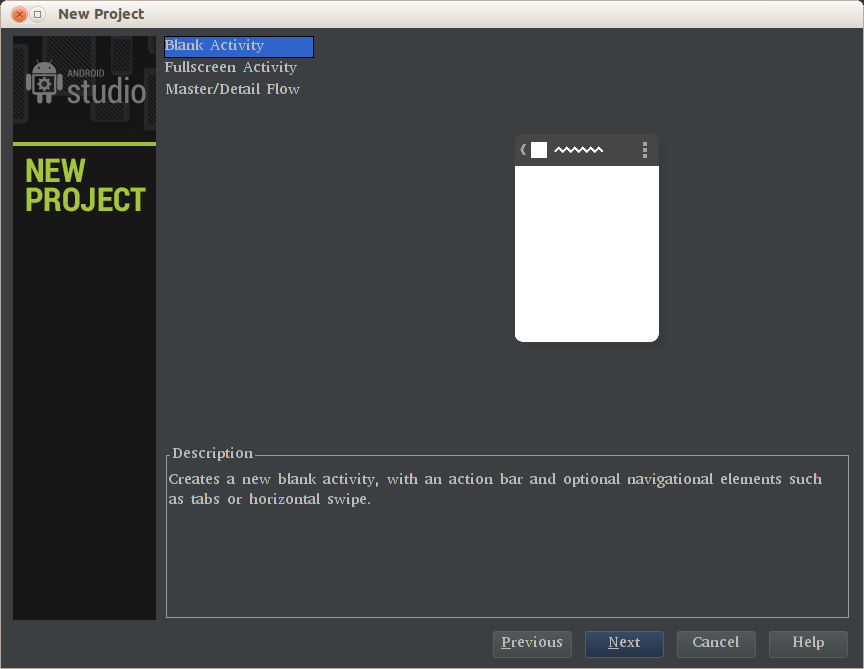 New Project
ANDROID
studio
NEW
PROJECT
Blank Activity
Fullscreen Activity
Master/Detail Flow
Description
Creates a new blank activity, with an action bar and optional navigational elements such
as tabs or horizontal swipe.
Previous
Next
Cancel
Help